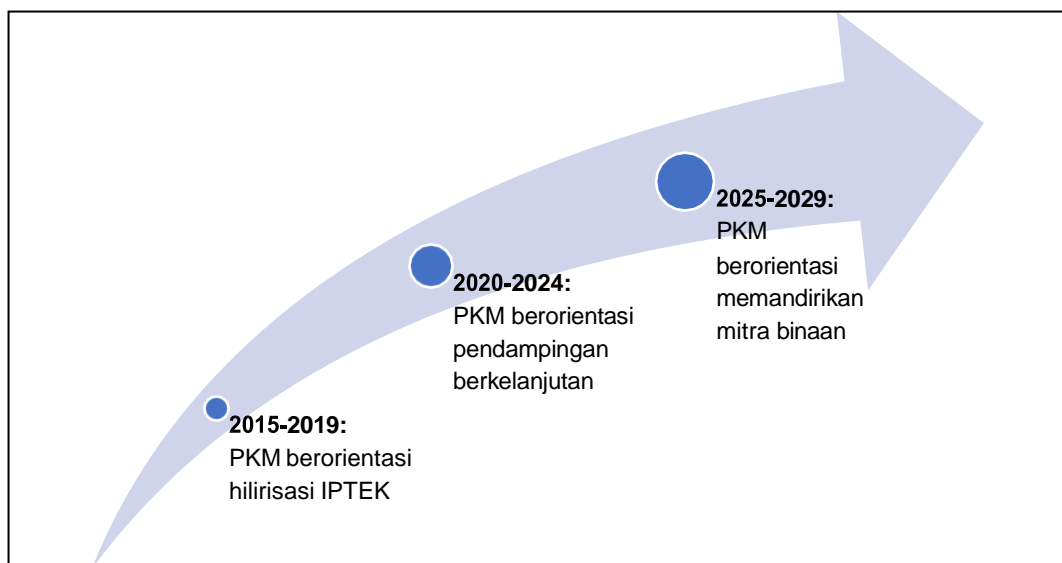 2015-2019:
PKM berorientasi
hilirisasi IPTEK
2020-2024:
PKM berorientasi
pendampingan
berkelanjutan
2025-2029:
PKM
berorientasi
memandirikan
mitra binaan